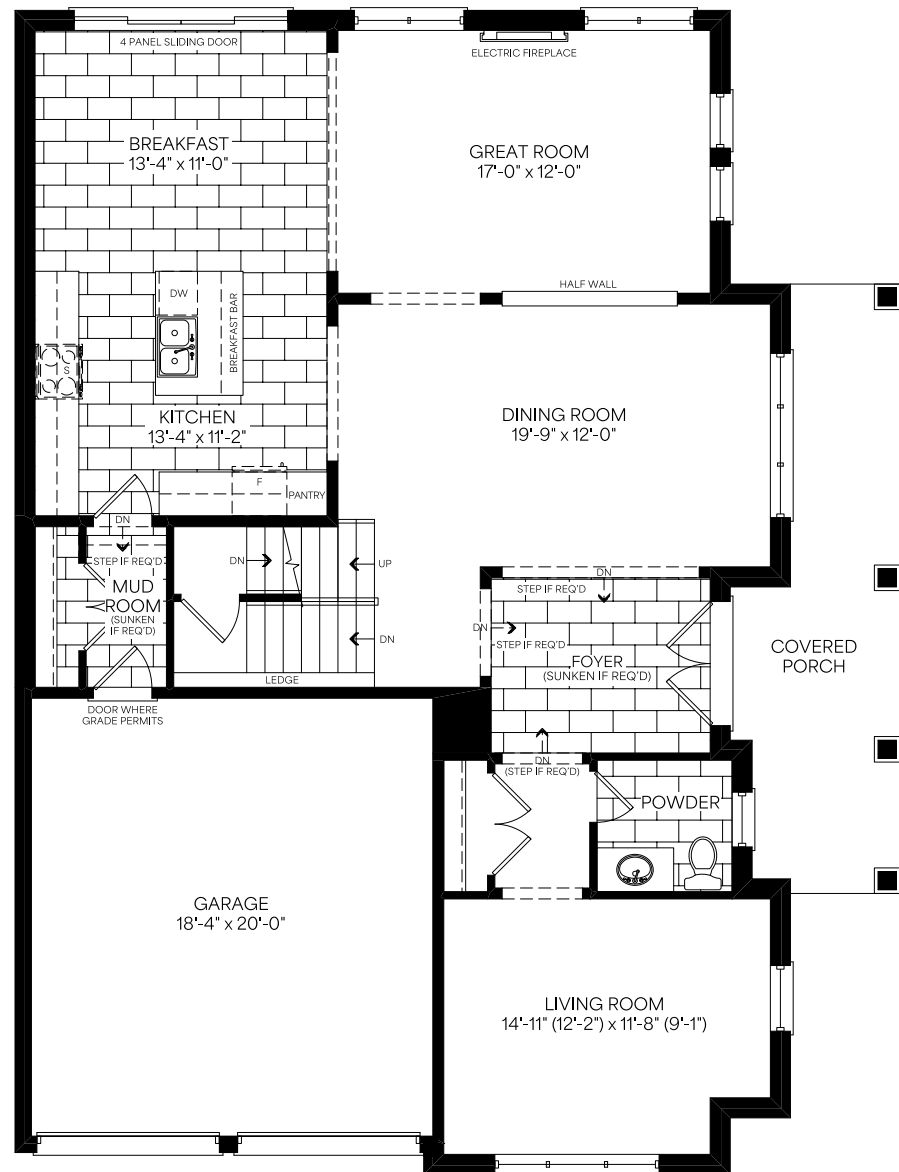 4 PANEL SLIDING DOOR
ELECTRIC FIREPLACE
BREAKFAST
13'-4" x 11'-0"
GREAT ROOM
17'-0" x 12'-0"
HALF WALL
DW
BREAKFAST BAR
S
KITCHEN
13'-4" x 11'-2"
DINING ROOM
19'-9" x 12'-0"
F
PANTRY
DN
STEP IF REQ'D
MUD
ROOM
(SUNKEN
IF REQ'D)
DN
UP
DN
LEDGE
DN
STEP IF REQ'D
DN
STEP IF REQ'D
FOYER
(SUNKEN IF REQ'D)
COVERED
PORCH
DOOR WHERE
GRADE PERMITS
DN
(STEP IF REQ'D)
POWDER
GARAGE
18'-4" x 20'-0"
LIVING ROOM
14'-11" (12'-2") x 11'-8" (9'-1")